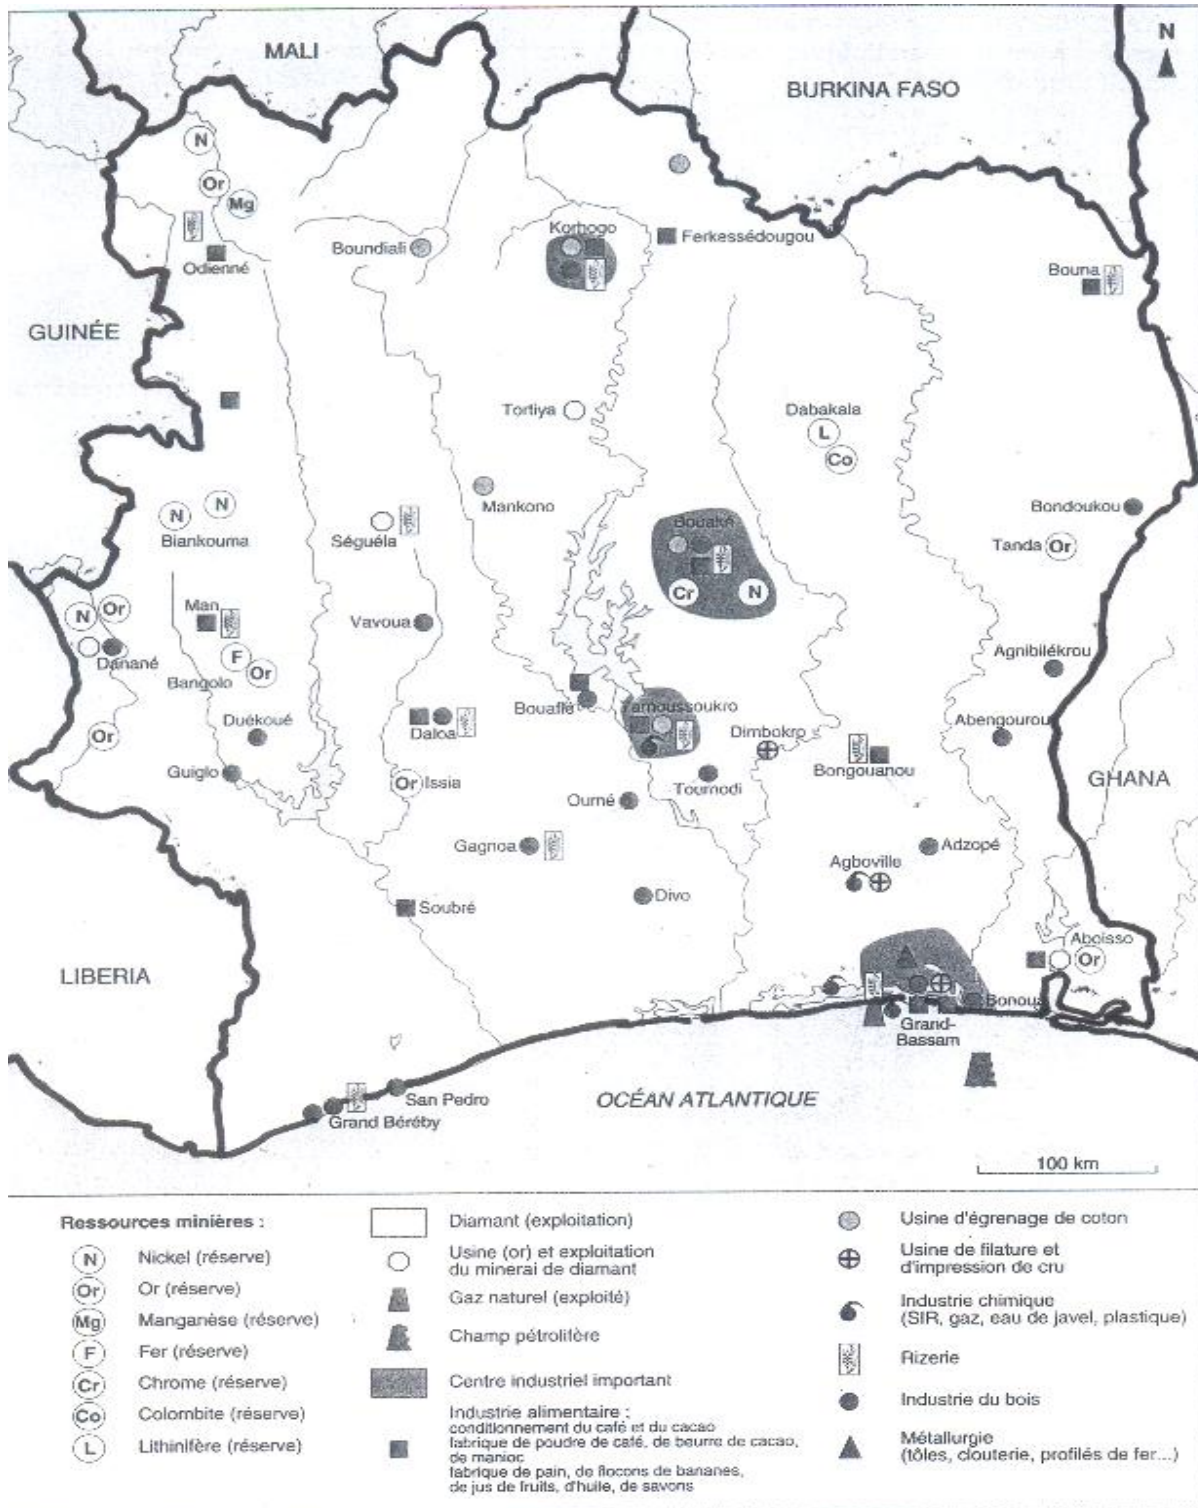 MALI
BURKINA FASO
N
N
Or
Mg
Odienné
Boundiali
Korhogo
Ferkessédougou
Bouna
GUINÉE
Tortiya
Dabakala
L
Co
Mankono
Bondoukou
N
N
Biankouma
Séguéla
Bouaké
Tanda
Or
Cr
N
N
Or
Man
Vavoua
Danané
F
Or
Bangolo
Agnibilékrou
Bouaflé
Yamoussoukro
Or
Duékoué
Daloa
Dimbokro
Abengourou
Guiglo
Or
Issia
Toumodi
Bongouanou
GHANA
Oumé
Gagnoa
Agboville
Adzopé
Divo
Soubré
LIBERIA
Aboisso
Or
Bonoua
Grand-
Bassam
San Pedro
Grand Béréby
OCÉAN ATLANTIQUE
100 km
Ressources minières :
N Nickel (réserve)
Or Or (réserve)
Mg Manganèse (réserve)
F Fer (réserve)
Cr Chrome (réserve)
Co Colombite (réserve)
L Lithinifère (réserve)
Diamant (exploitation)
Usine (or) et exploitation
du minerai de diamant
Gaz naturel (exploité)
Champ pétrolifère
Centre industriel important
Industrie alimentaire :
conditionnement du café et du cacao
fabrique de poudre de café, de beurre de cacao,
de manioc
fabrique de pain, de flocons de bananes,
de jus de fruits, d'huile, de savons
Usine d'égrenage de coton
Usine de filature et
d'impression de cru
Industrie chimique
(SIR, gaz, eau de javel, plastique)
Rizerie
Industrie du bois
Métallurgie
(tôles, clouterie, profilés de fer...)